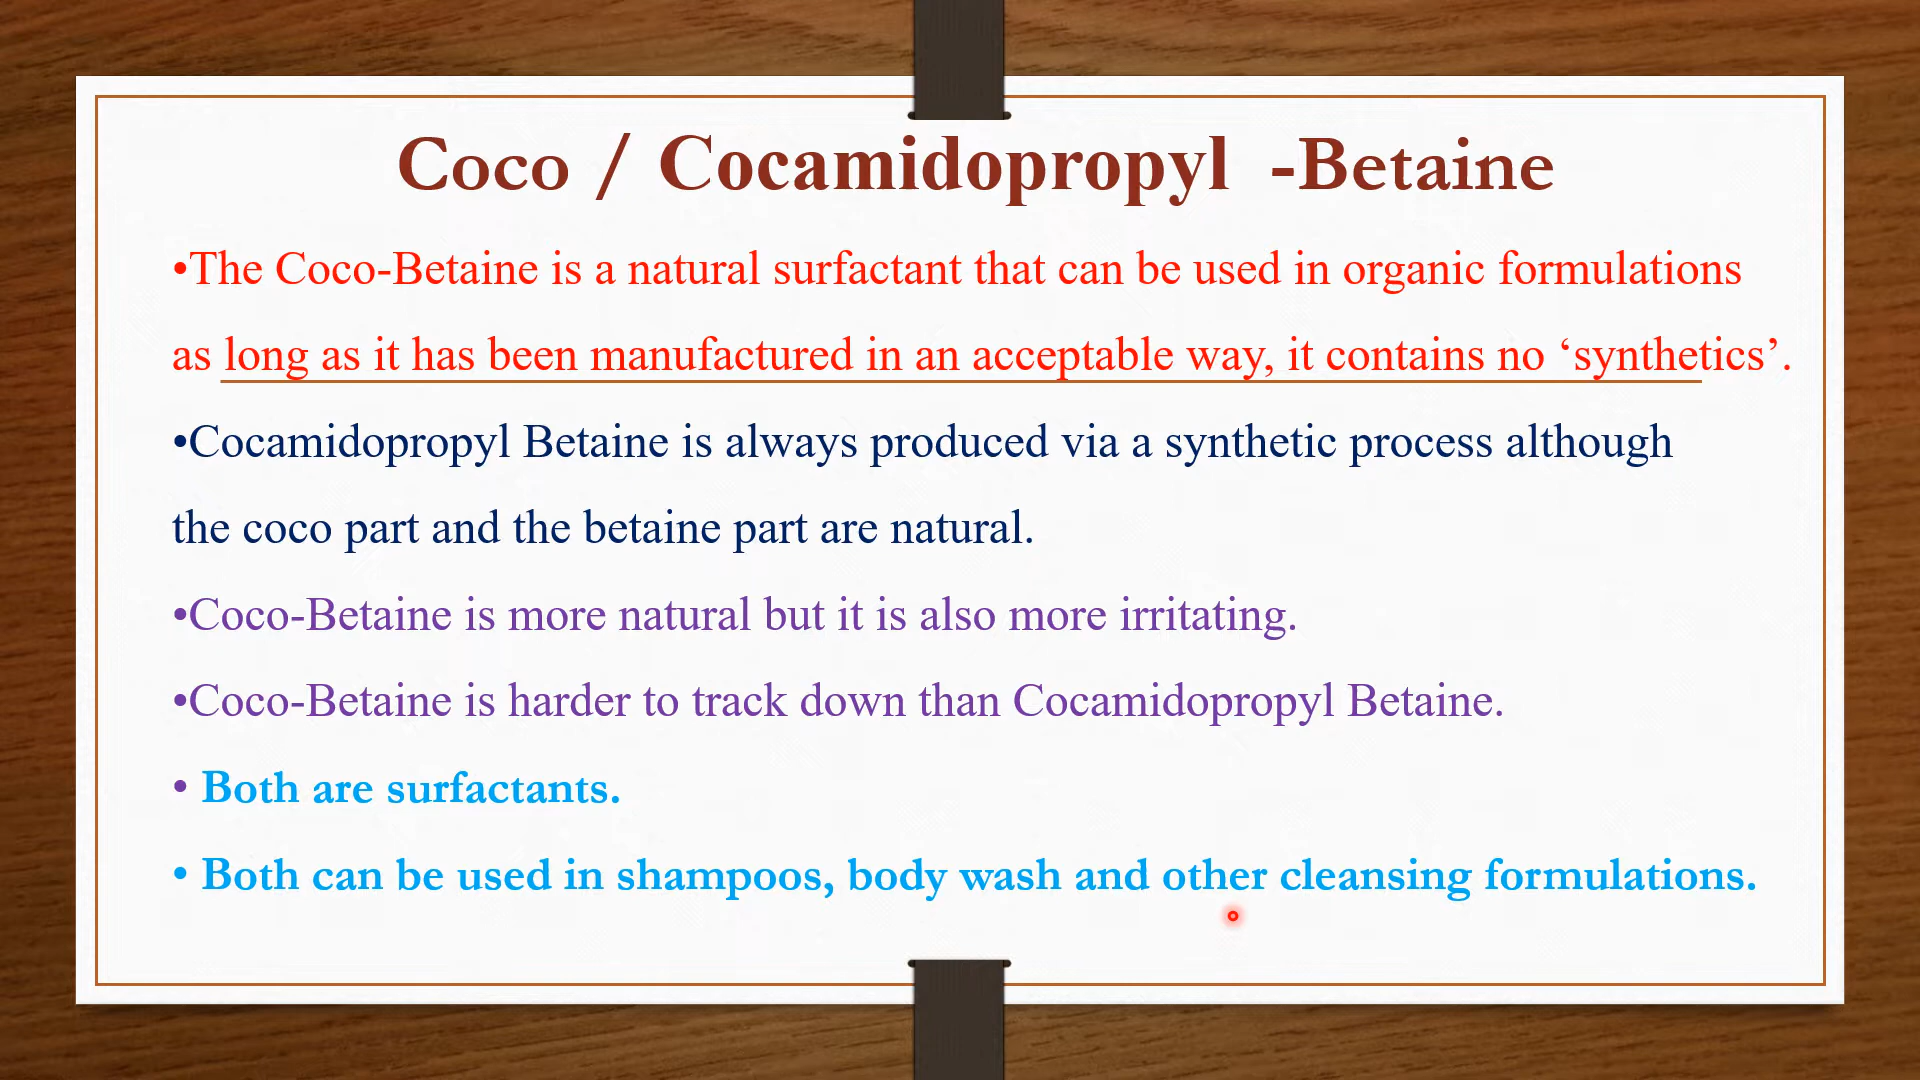 Coco / Cocamidopropyl -Betaine
•The Coco-Betaine is a natural surfactant that can be used in organic formulations
as long as it has been manufactured in an acceptable way, it contains no ‘synthetics’.
•Cocamidopropyl Betaine is always produced via a synthetic process although
the coco part and the betaine part are natural.
•Coco-Betaine is more natural but it is also more irritating.
•Coco-Betaine is harder to track down than Cocamidopropyl Betaine.
• Both are surfactants.
• Both can be used in shampoos, body wash and other cleansing formulations.